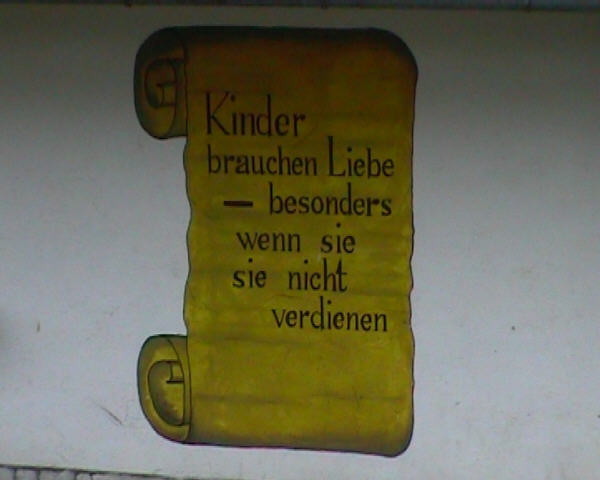 Kinder
brauchen Liebe
— besonders
wenn sie
sie nicht
verdienen